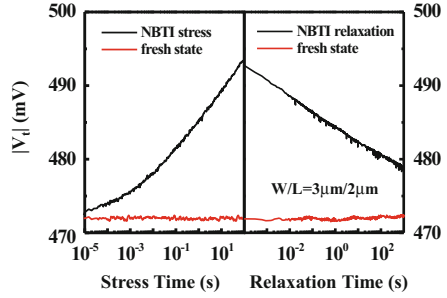 500
500
NBTI stress
fresh state
NBTI relaxation
fresh state
490
490
|Vt| (mV)
480
480
W/L=3μm/2μm
470
470
10^-5 10^-3 10^-1 10^1
10^-2 10^0 10^2
Stress Time (s)
Relaxation Time (s)